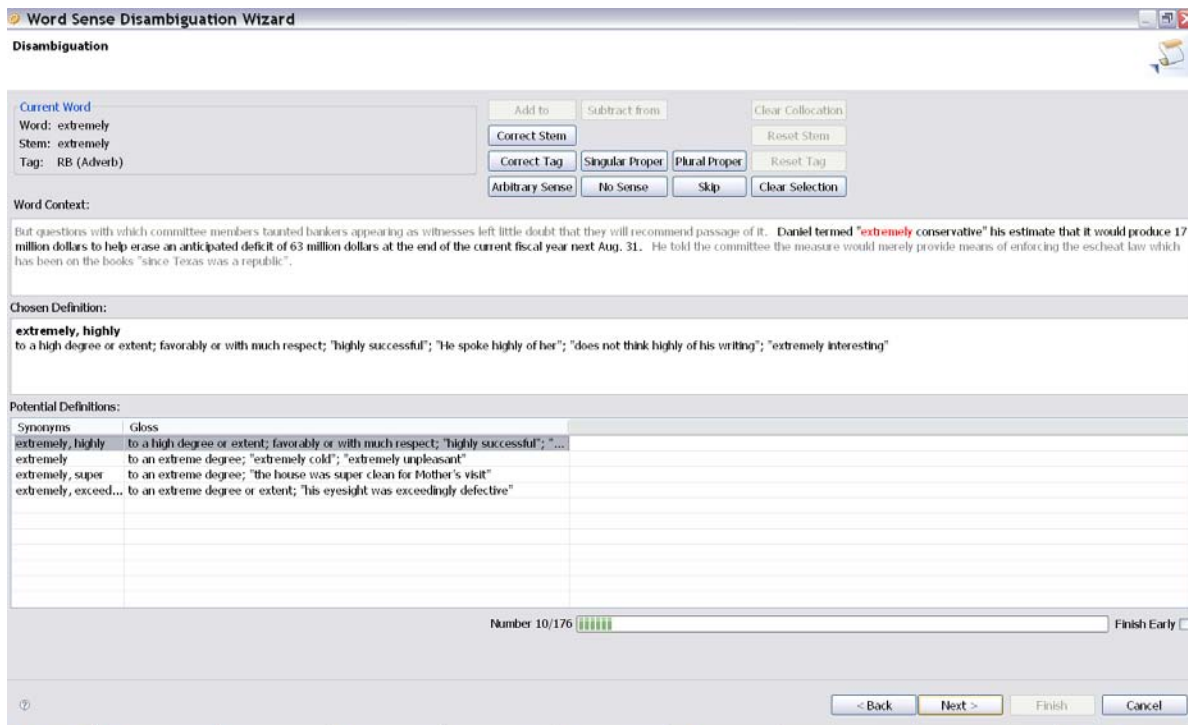 Word Sense Disambiguation Wizard
Disambiguation
Current Word
Word: extremely
Stem: extremely
Tag: RB (Adverb)
Add to Subtract from Clear Collocation
Correct Stem Reset Stem
Correct Tag Singular Proper Plural Proper Reset Tag
Arbitrary Sense No Sense Skip Clear Selection
Word Context:
But questions with which committee members taunted bankers appearing as witnesses left little doubt that they will recommend passage of it. Daniel termed "extremely conservative" his estimate that it would produce 17
million dollars to help erase an anticipated deficit of 63 million dollars at the end of the current fiscal year next Aug. 31. He told the committee the measure would merely provide means of enforcing the escheat law which
has been on the books "since Texas was a republic".
Chosen Definition:
extremely, highly
to a high degree or extent; favorably or with much respect; "highly successful"; "He spoke highly of her"; "does not think highly of his writing"; "extremely interesting"
Potential Definitions:
Synonyms Gloss
extremely, highly to a high degree or extent; favorably or with much respect; "highly successful"; "...
extremely to an extreme degree; "extremely cold"; "extremely unpleasant"
extremely, super to an extreme degree; "the house was super clean for Mother's visit"
extremely, exceed... to an extreme degree or extent; "his eyesight was exceedingly defective"
Number 10/176 Finish Early
< Back Next > Finish Cancel